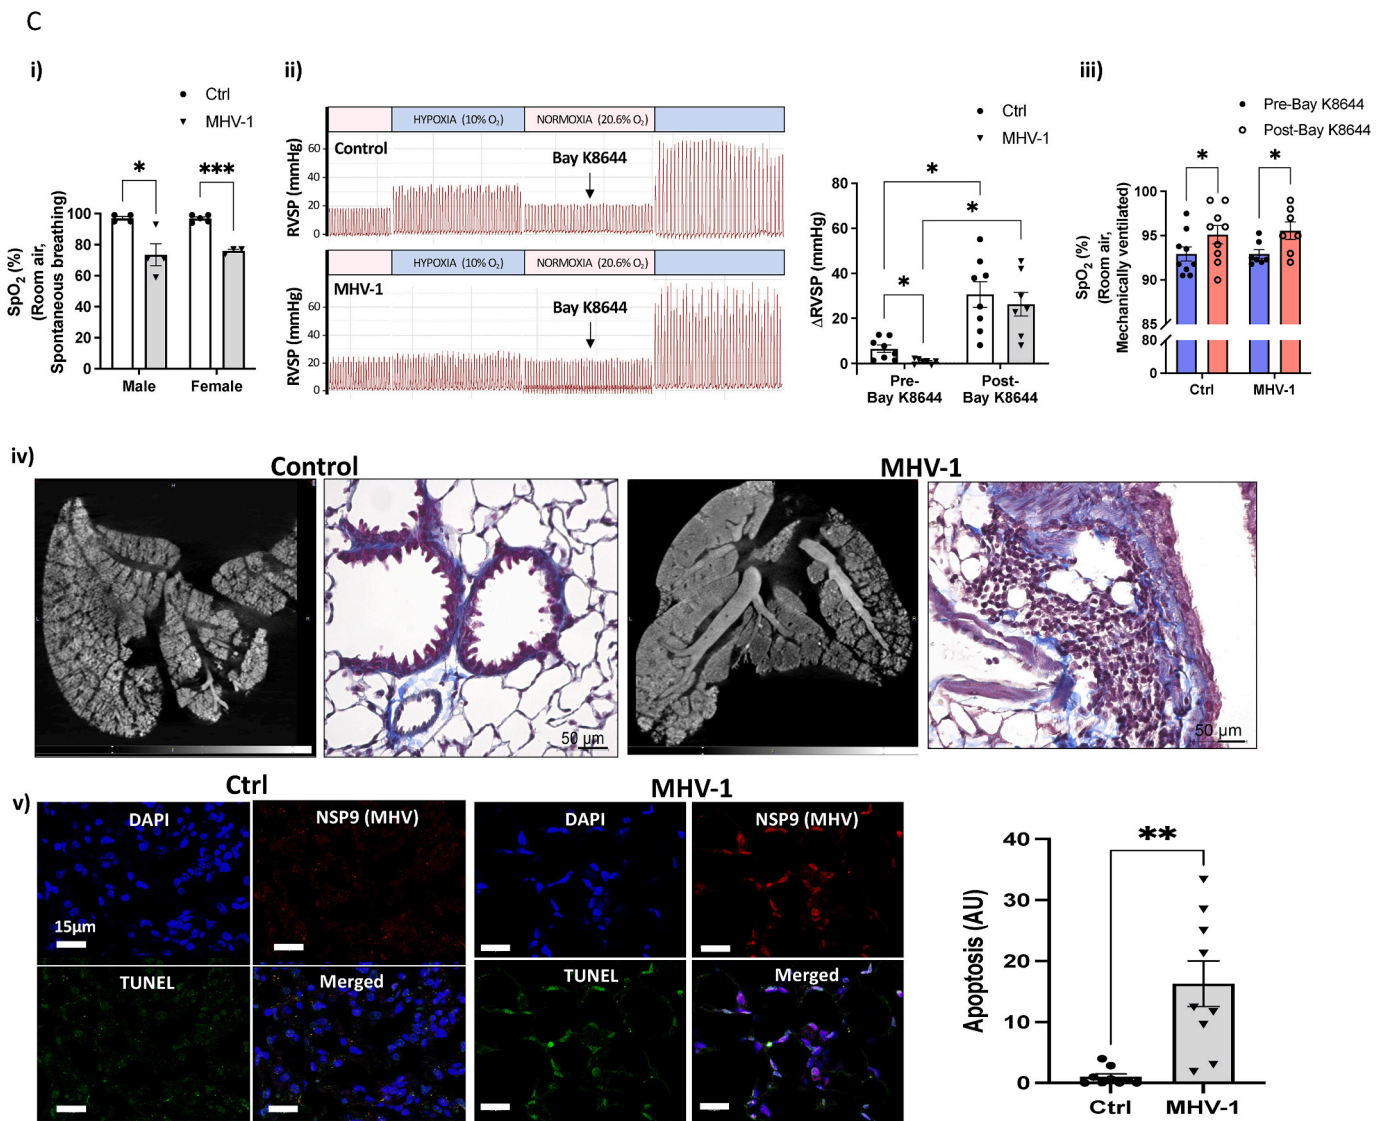 C
i)
Ctrl
MHV-1
*
***
SpO2 (%)
(Room air,
Spontaneous breathing)
100
80
60
40
20
0
Male
Female
ii)
HYPOXIA (10% O2)
NORMOXIA (20.6% O2)
Control
Bay K8644
RVSP (mmHg)
60
40
20
0
HYPOXIA (10% O2)
NORMOXIA (20.6% O2)
MHV-1
Bay K8644
RVSP (mmHg)
60
40
20
0
Ctrl
MHV-1
*
*
*
ΔRVSP (mmHg)
80
60
40
20
0
Pre-
Bay K8644
Post-
Bay K8644
iii)
Pre-Bay K8644
Post-Bay K8644
*
*
SpO2 (%)
(Room air,
Mechanically ventilated)
100
95
90
85
80
0
Ctrl
MHV-1
iv)
Control
MHV-1
50 µm
50 µm
v)
Ctrl
MHV-1
DAPI
NSP9 (MHV)
DAPI
NSP9 (MHV)
15µm
TUNEL
Merged
TUNEL
Merged
**
Apoptosis (AU)
40
30
20
10
0
Ctrl
MHV-1